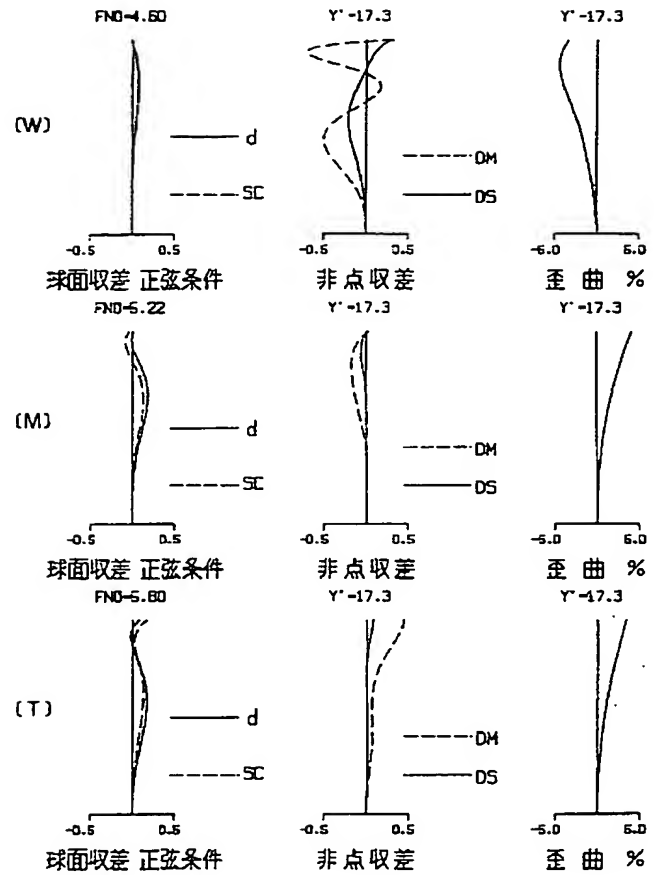 FNO-4.60 Y'-17.3 Y'-17.3
(W)
d
SC
DM
DS
-0.5 0.5 -0.5 0.5 -5.0 5.0
球面収差 正弦条件 非点収差 歪曲 %
FNO-5.22 Y'-17.3 Y'-17.3
(M)
d
SC
DM
DS
-0.5 0.5 -0.5 0.5 -5.0 5.0
球面収差 正弦条件 非点収差 歪曲 %
FNO-5.80 Y'-17.3 Y'-17.3
(T)
d
SC
DM
DS
-0.5 0.5 -0.5 0.5 -5.0 5.0
球面収差 正弦条件 非点収差 歪曲 %